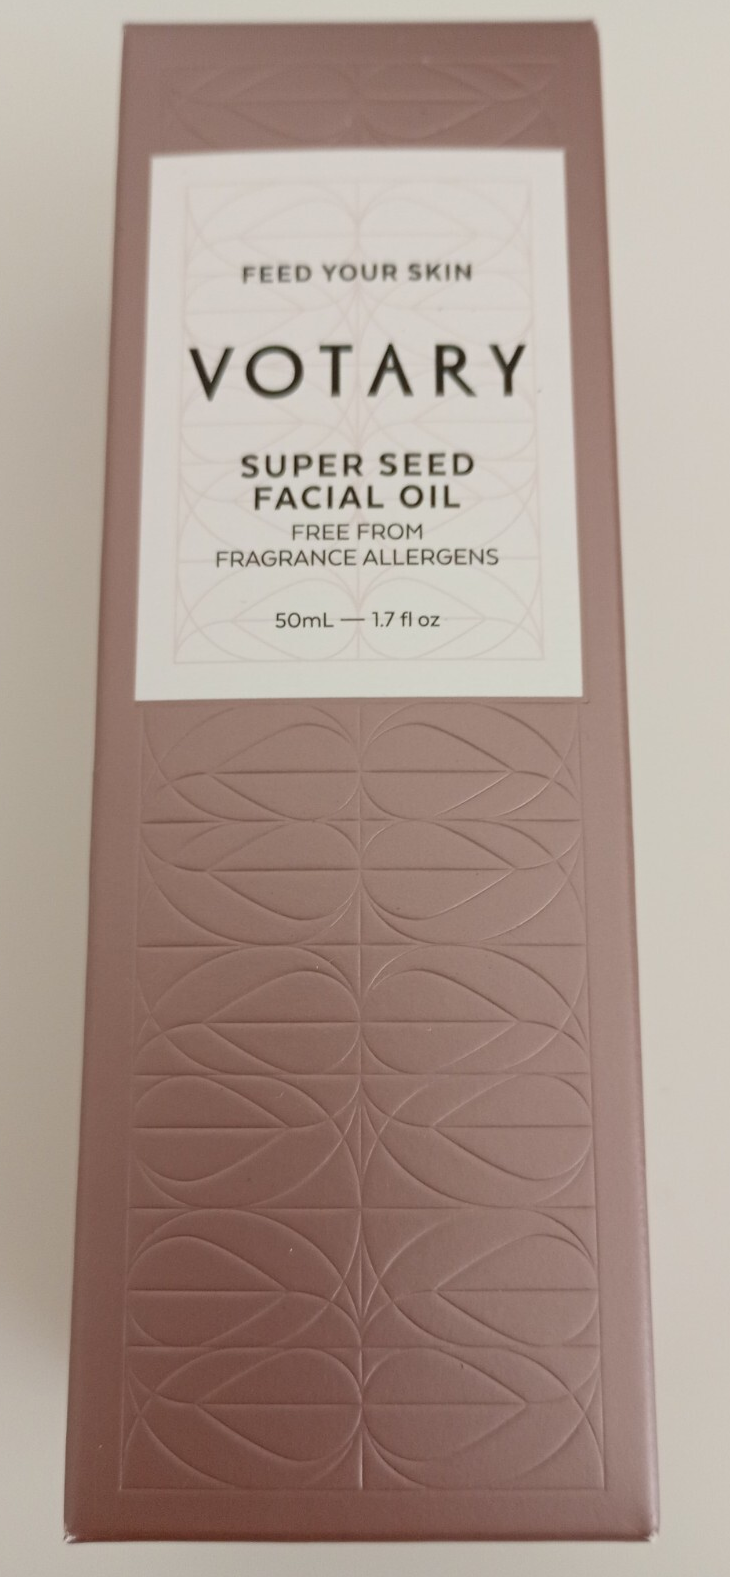 FEED YOUR SKIN
VOTARY
SUPER SEED
FACIAL OIL
FREE FROM
FRAGRANCE ALLERGENS
50mL — 1.7 fl oz